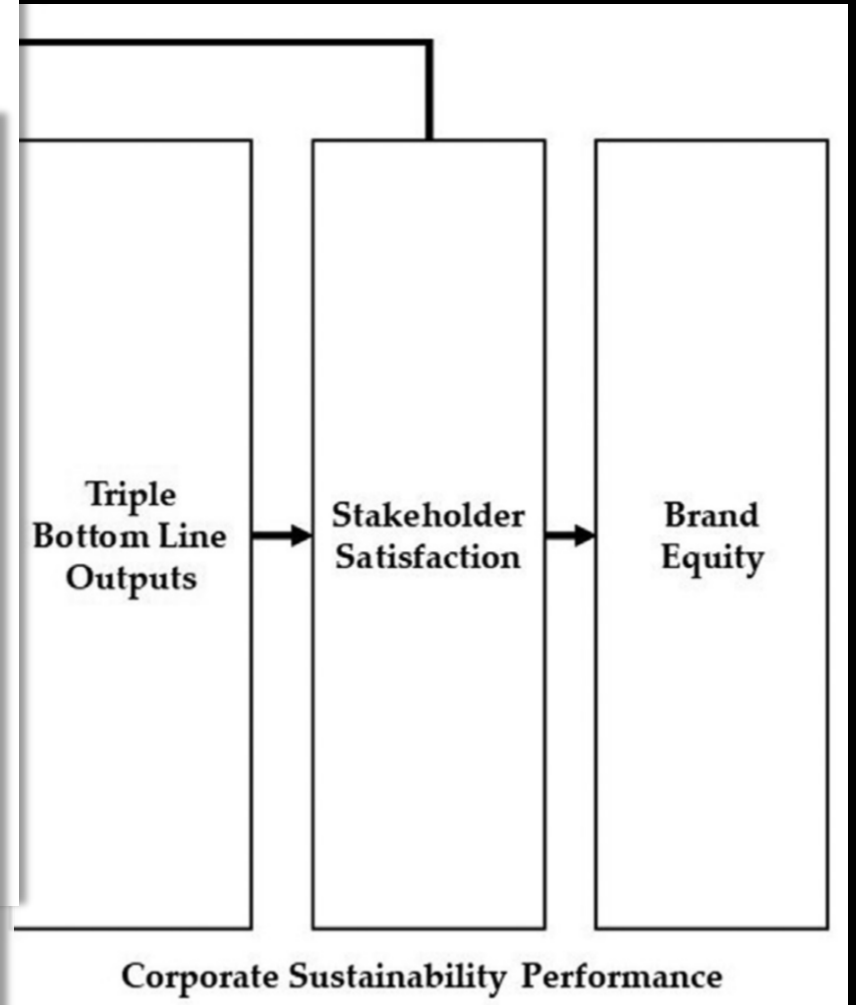 Triple
Bottom Line
Outputs
Stakeholder
Satisfaction
Brand
Equity
Corporate Sustainability Performance